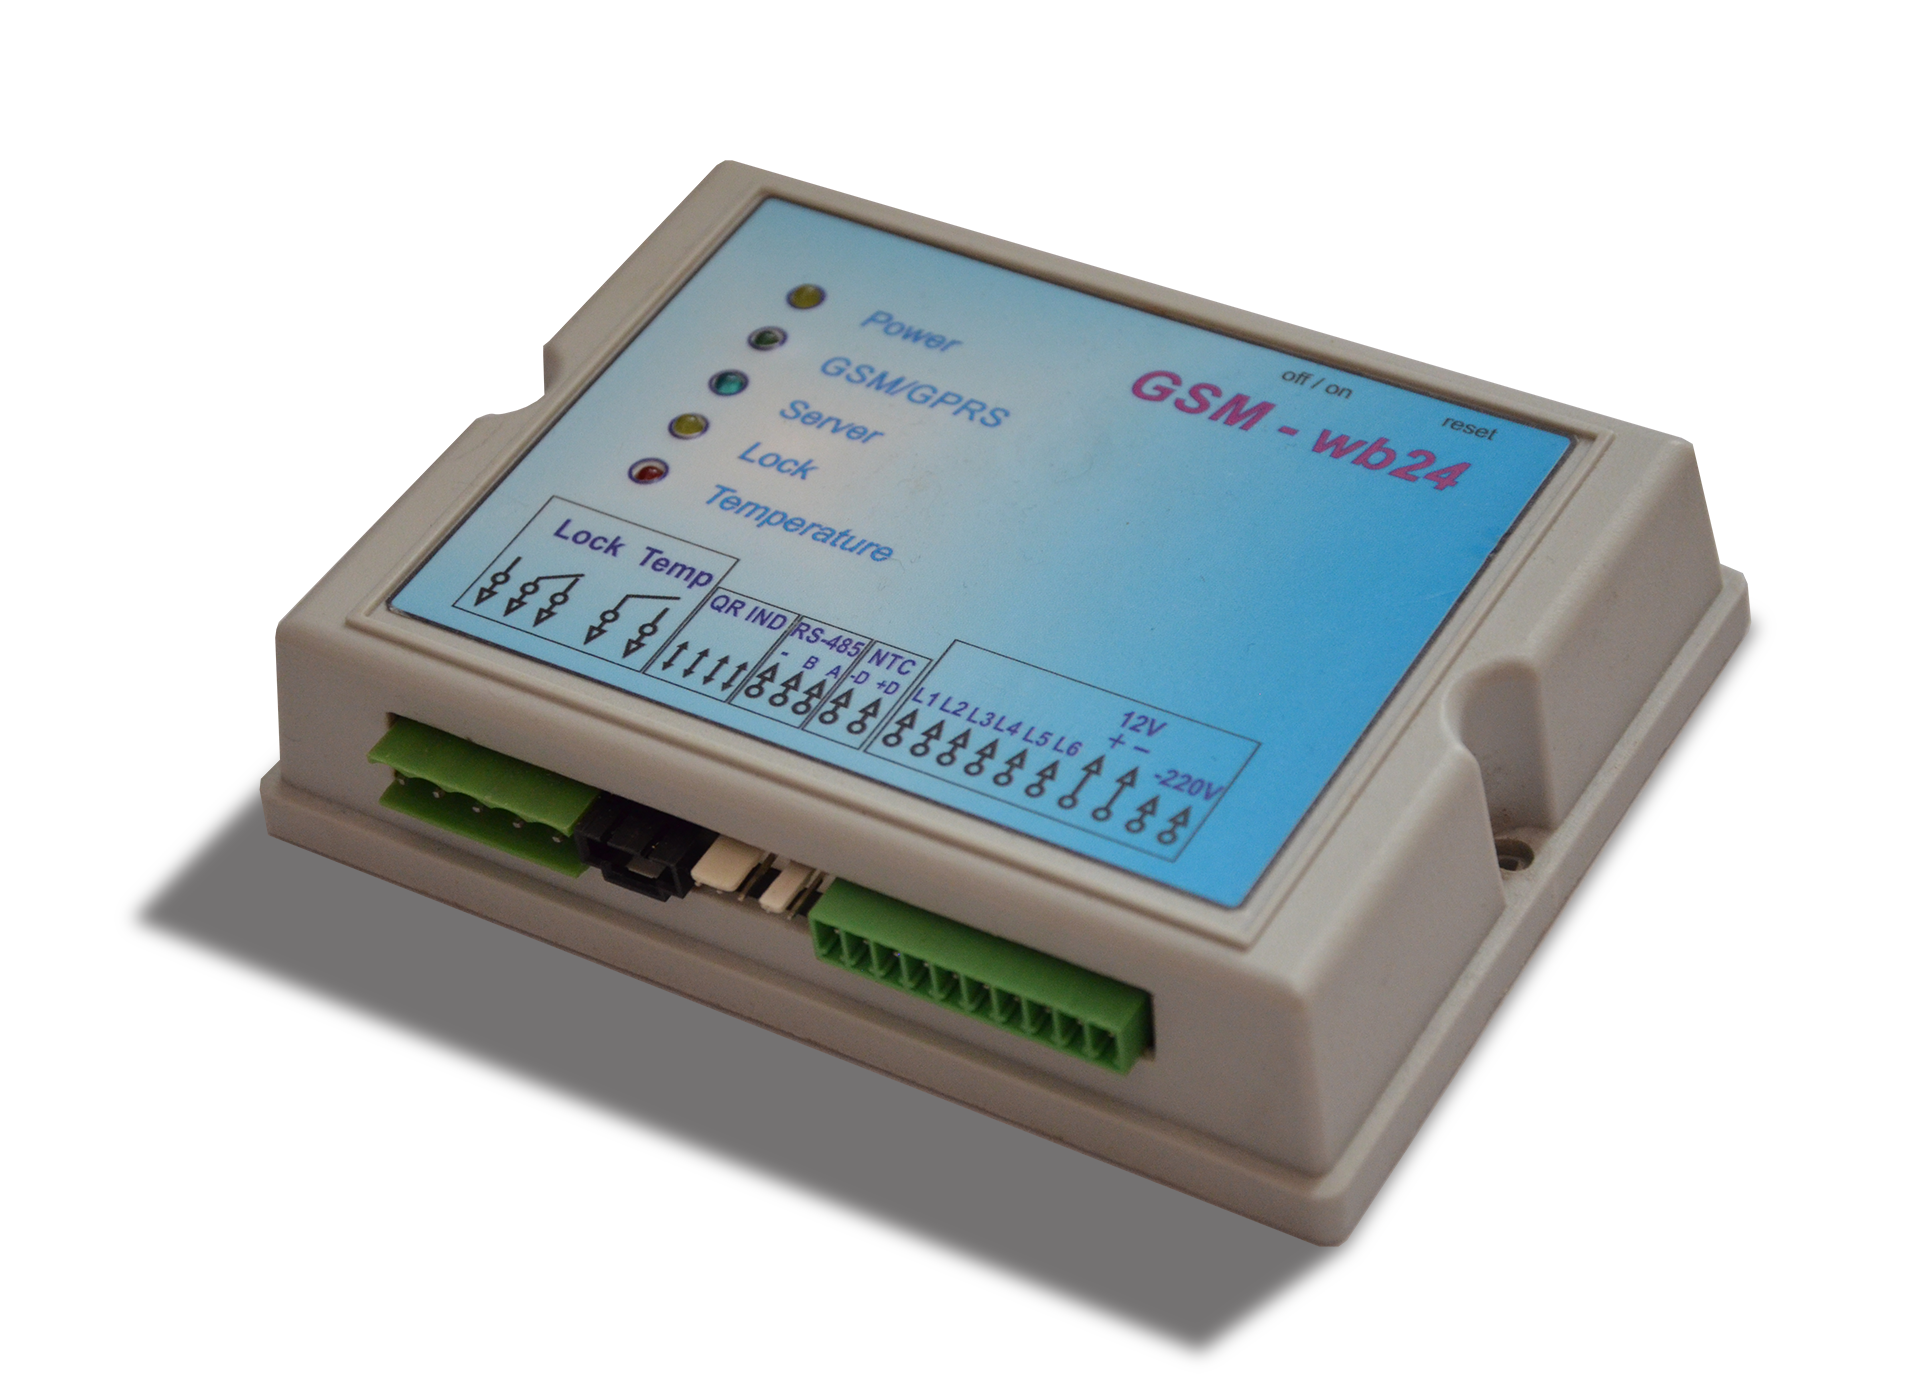 off / on
reset
GSM - wb24
Power
GSM/GPRS
Server
Lock
Temperature
Lock Temp
QR IND
RS-485
- B A
NTC
-D +D
L1 L2 L3 L4 L5 L6
12V
+ -
-220V